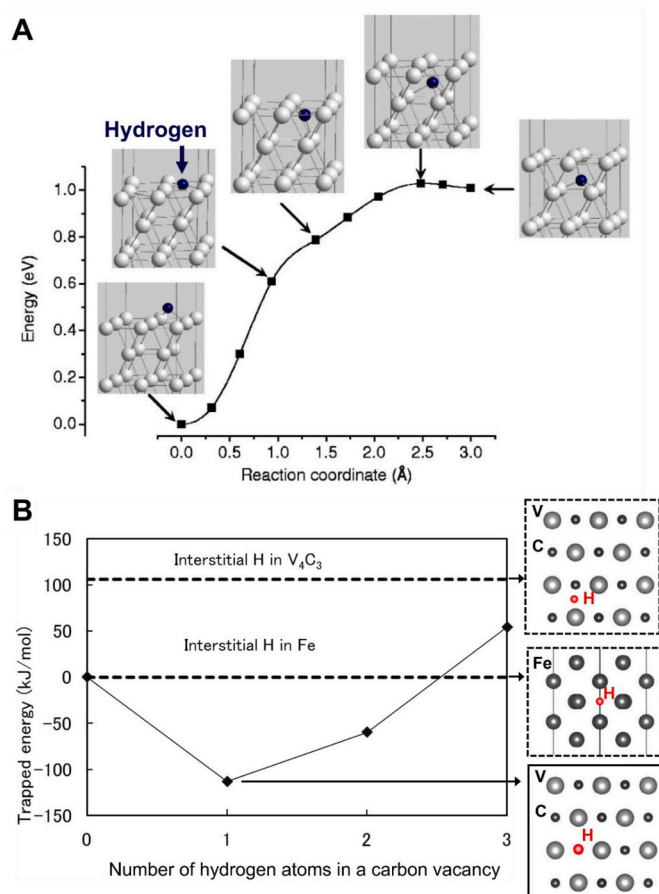 A
Hydrogen
1.0
0.8
0.6
0.4
0.2
0.0
Energy (eV)
0.0 0.5 1.0 1.5 2.0 2.5 3.0
Reaction coordinate (Å)
B
150
100
50
0
-50
-100
-150
Trapped energy (kJ/mol)
Interstitial H in V₄C₃
Interstitial H in Fe
0 1 2 3
Number of hydrogen atoms in a carbon vacancy
V
C
H
Fe
H
V
C
H